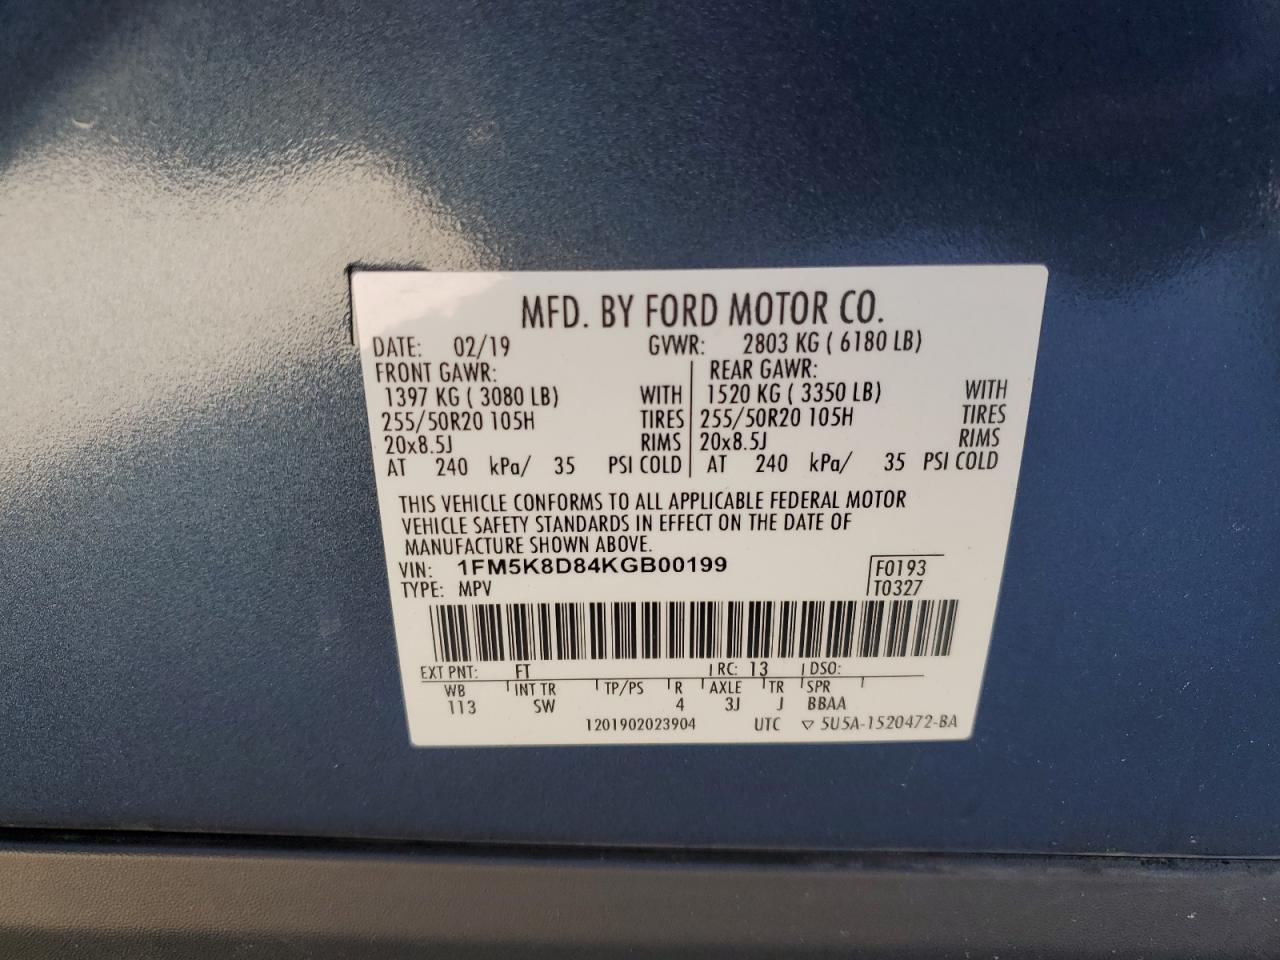 MFD. BY FORD MOTOR CO.
DATE: 02/19 GVWR: 2803 KG ( 6180 LB)
FRONT GAWR: REAR GAWR:
1397 KG ( 3080 LB) WITH 1520 KG ( 3350 LB) WITH
255/50R20 105H TIRES 255/50R20 105H TIRES
20x8.5J RIMS 20x8.5J RIMS
AT 240 kPa/ 35 PSI COLD AT 240 kPa/ 35 PSI COLD
THIS VEHICLE CONFORMS TO ALL APPLICABLE FEDERAL MOTOR
VEHICLE SAFETY STANDARDS IN EFFECT ON THE DATE OF
MANUFACTURE SHOWN ABOVE.
VIN: 1FM5K8D84KGB00199 F0193
TYPE: MPV T0327
EXT PNT: FT RC: 13 DSO:
WB INT TR TP/PS R AXLE TR SPR
113 SW 4 3J J BBAA
1201902023904 UTC ▽ 5U5A-1520472-BA